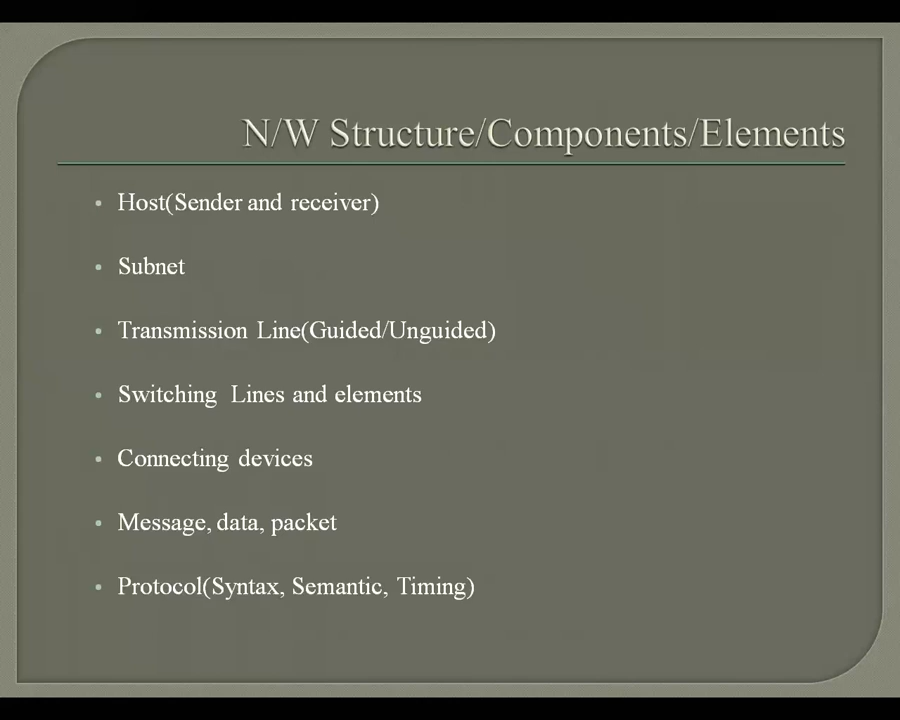 N/W Structure/Components/Elements
• Host(Sender and receiver)
• Subnet
• Transmission Line(Guided/Unguided)
• Switching Lines and elements
• Connecting devices
• Message, data, packet
• Protocol(Syntax, Semantic, Timing)